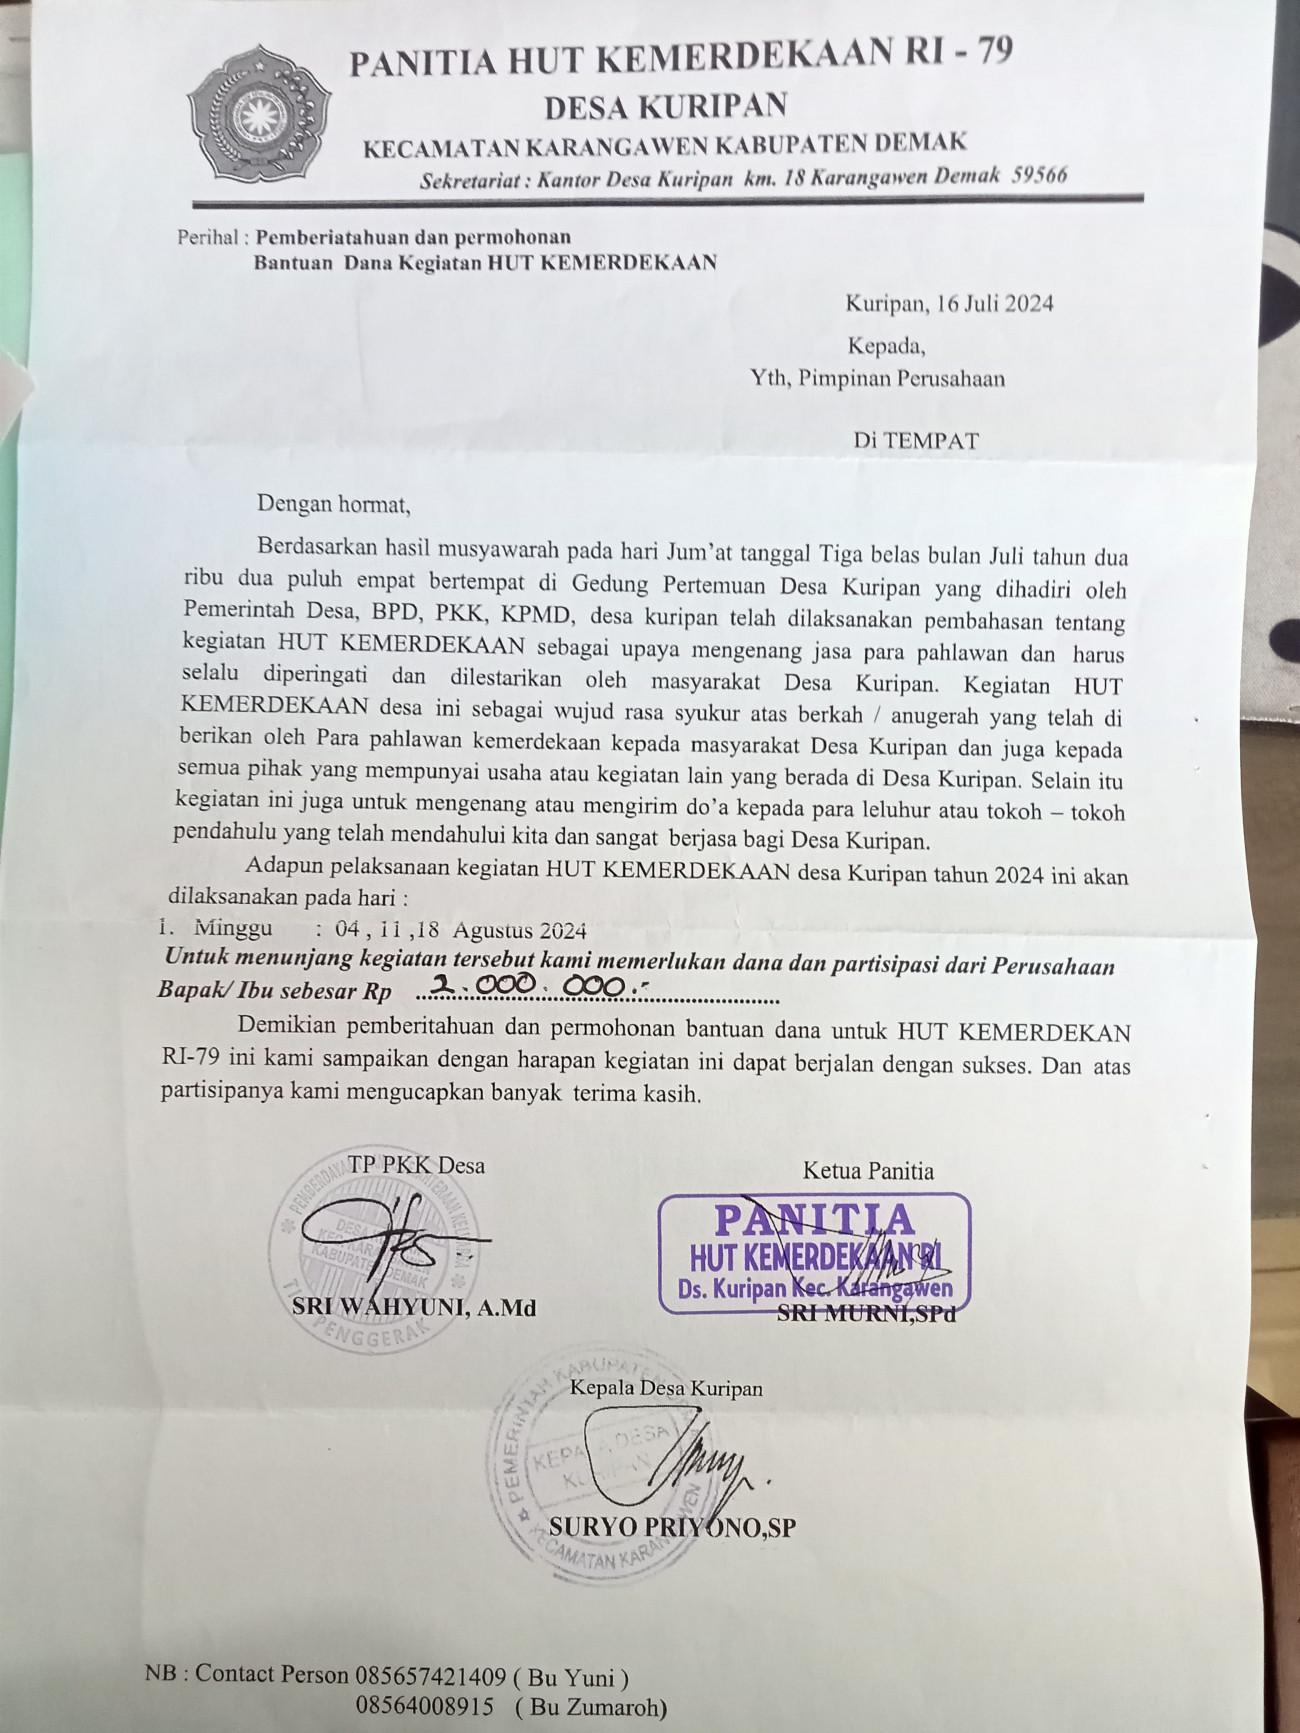 PANITIA HUT KEMERDEKAAN RI - 79
DESA KURIPAN
KECAMATAN KARANGAWEN KABUPATEN DEMAK
Sekretariat : Kantor Desa Kuripan km. 18 Karangawen Demak 59566
Perihal : Pemberiatahuan dan permohonan
Bantuan Dana Kegiatan HUT KEMERDEKAAN
Kuripan, 16 Juli 2024
Kepada,
Yth, Pimpinan Perusahaan
Di TEMPAT
Dengan hormat,
Berdasarkan hasil musyawarah pada hari Jum'at tanggal Tiga belas bulan Juli tahun dua
ribu dua puluh empat bertempat di Gedung Pertemuan Desa Kuripan yang dihadiri oleh
Pemerintah Desa, BPD, PKK, KPMD, desa kuripan telah dilaksanakan pembahasan tentang
kegiatan HUT KEMERDEKAAN sebagai upaya mengenang jasa para pahlawan dan harus
selalu diperingati dan dilestarikan oleh masyarakat Desa Kuripan. Kegiatan HUT
KEMERDEKAAN desa ini sebagai wujud rasa syukur atas berkah / anugerah yang telah di
berikan oleh Para pahlawan kemerdekaan kepada masyarakat Desa Kuripan dan juga kepada
semua pihak yang mempunyai usaha atau kegiatan lain yang berada di Desa Kuripan. Selain itu
kegiatan ini juga untuk mengenang atau mengirim do'a kepada para leluhur atau tokoh – tokoh
pendahulu yang telah mendahului kita dan sangat berjasa bagi Desa Kuripan.
Adapun pelaksanaan kegiatan HUT KEMERDEKAAN desa Kuripan tahun 2024 ini akan
dilaksanakan pada hari :
1. Minggu : 04 , 11 ,18 Agustus 2024
Untuk menunjang kegiatan tersebut kami memerlukan dana dan partisipasi dari Perusahaan
Bapak/ Ibu sebesar Rp 2.000.000.-
Demikian pemberitahuan dan permohonan bantuan dana untuk HUT KEMERDEKAN
RI-79 ini kami sampaikan dengan harapan kegiatan ini dapat berjalan dengan sukses. Dan atas
partisipanya kami mengucapkan banyak terima kasih.
TP PKK Desa
SRI WAHYUNI, A.Md
TIM PENGGERAK
Ketua Panitia
PANITIA
HUT KEMERDEKAAN RI
Ds. Kuripan Kec. Karangawen
SRI MURNI,SPd
Kepala Desa Kuripan
PEMERINTAH KABUPATEN
KEPALA DESA
KURIPAN
KECAMATAN KARANGAWEN
SURYO PRIYONO,SP
NB : Contact Person 085657421409 ( Bu Yuni )
08564008915 ( Bu Zumaroh)